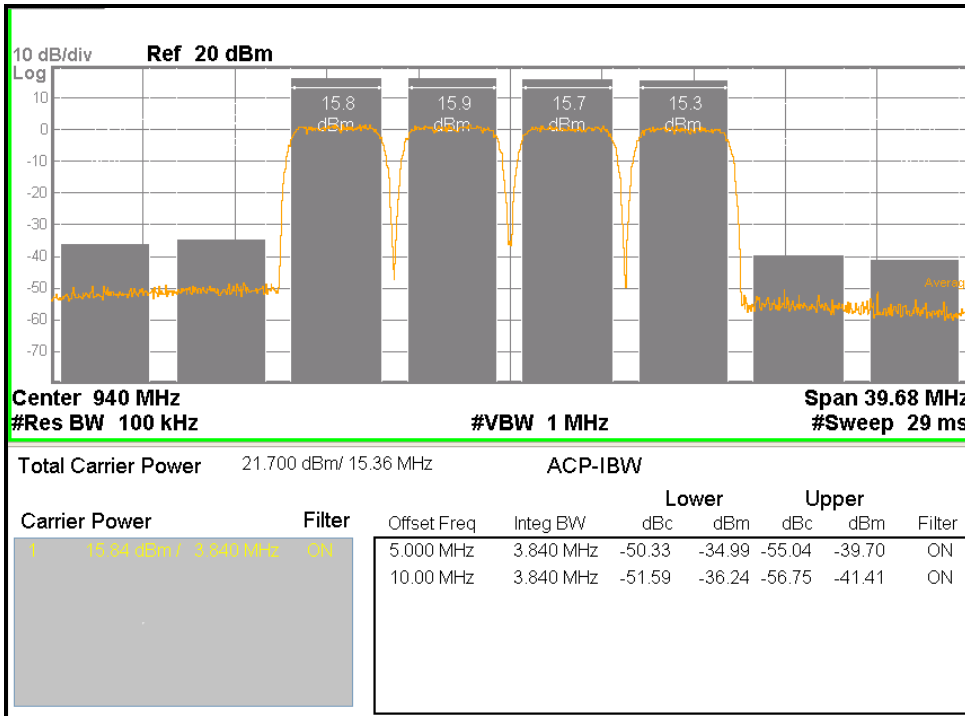 10 dB/div Ref 20 dBm
Log
10
0
-10
-20
-30
-40
-50
-60
-70
15.8 dBm
15.9 dBm
15.7 dBm
15.3 dBm
Averag
Center 940 MHz Span 39.68 MHz
#Res BW 100 kHz #VBW 1 MHz #Sweep 29 ms
Total Carrier Power 21.700 dBm/ 15.36 MHz ACP-IBW
Lower Upper
Carrier Power Filter Offset Freq Integ BW dBc dBm dBc dBm Filter
1 15.84 dBm / 3.840 MHz ON 5.000 MHz 3.840 MHz -50.33 -34.99 -55.04 -39.70 ON
10.00 MHz 3.840 MHz -51.59 -36.24 -56.75 -41.41 ON